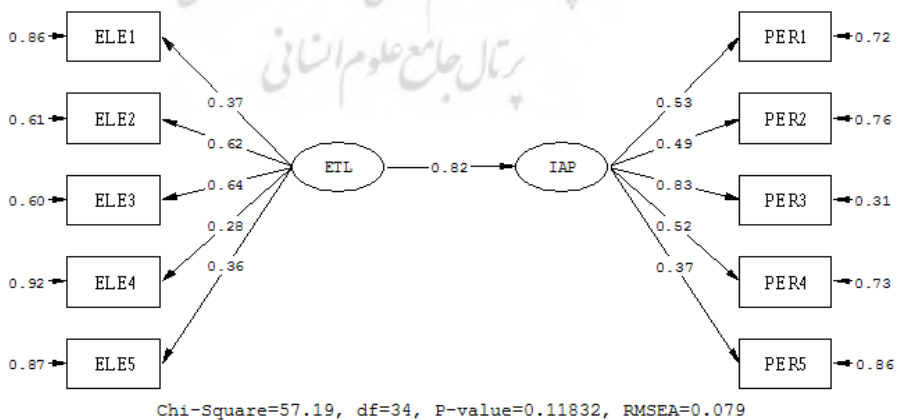 پرتال جامع علوم انسانی
0.86 ELE1
0.61 ELE2
0.60 ELE3
0.92 ELE4
0.87 ELE5
0.37
0.62
0.64
0.28
0.36
ETL 0.82 IAP
0.53
0.49
0.83
0.52
0.37
PER1 0.72
PER2 0.76
PER3 0.31
PER4 0.73
PER5 0.86
Chi-Square=57.19, df=34, P-value=0.11832, RMSEA=0.079